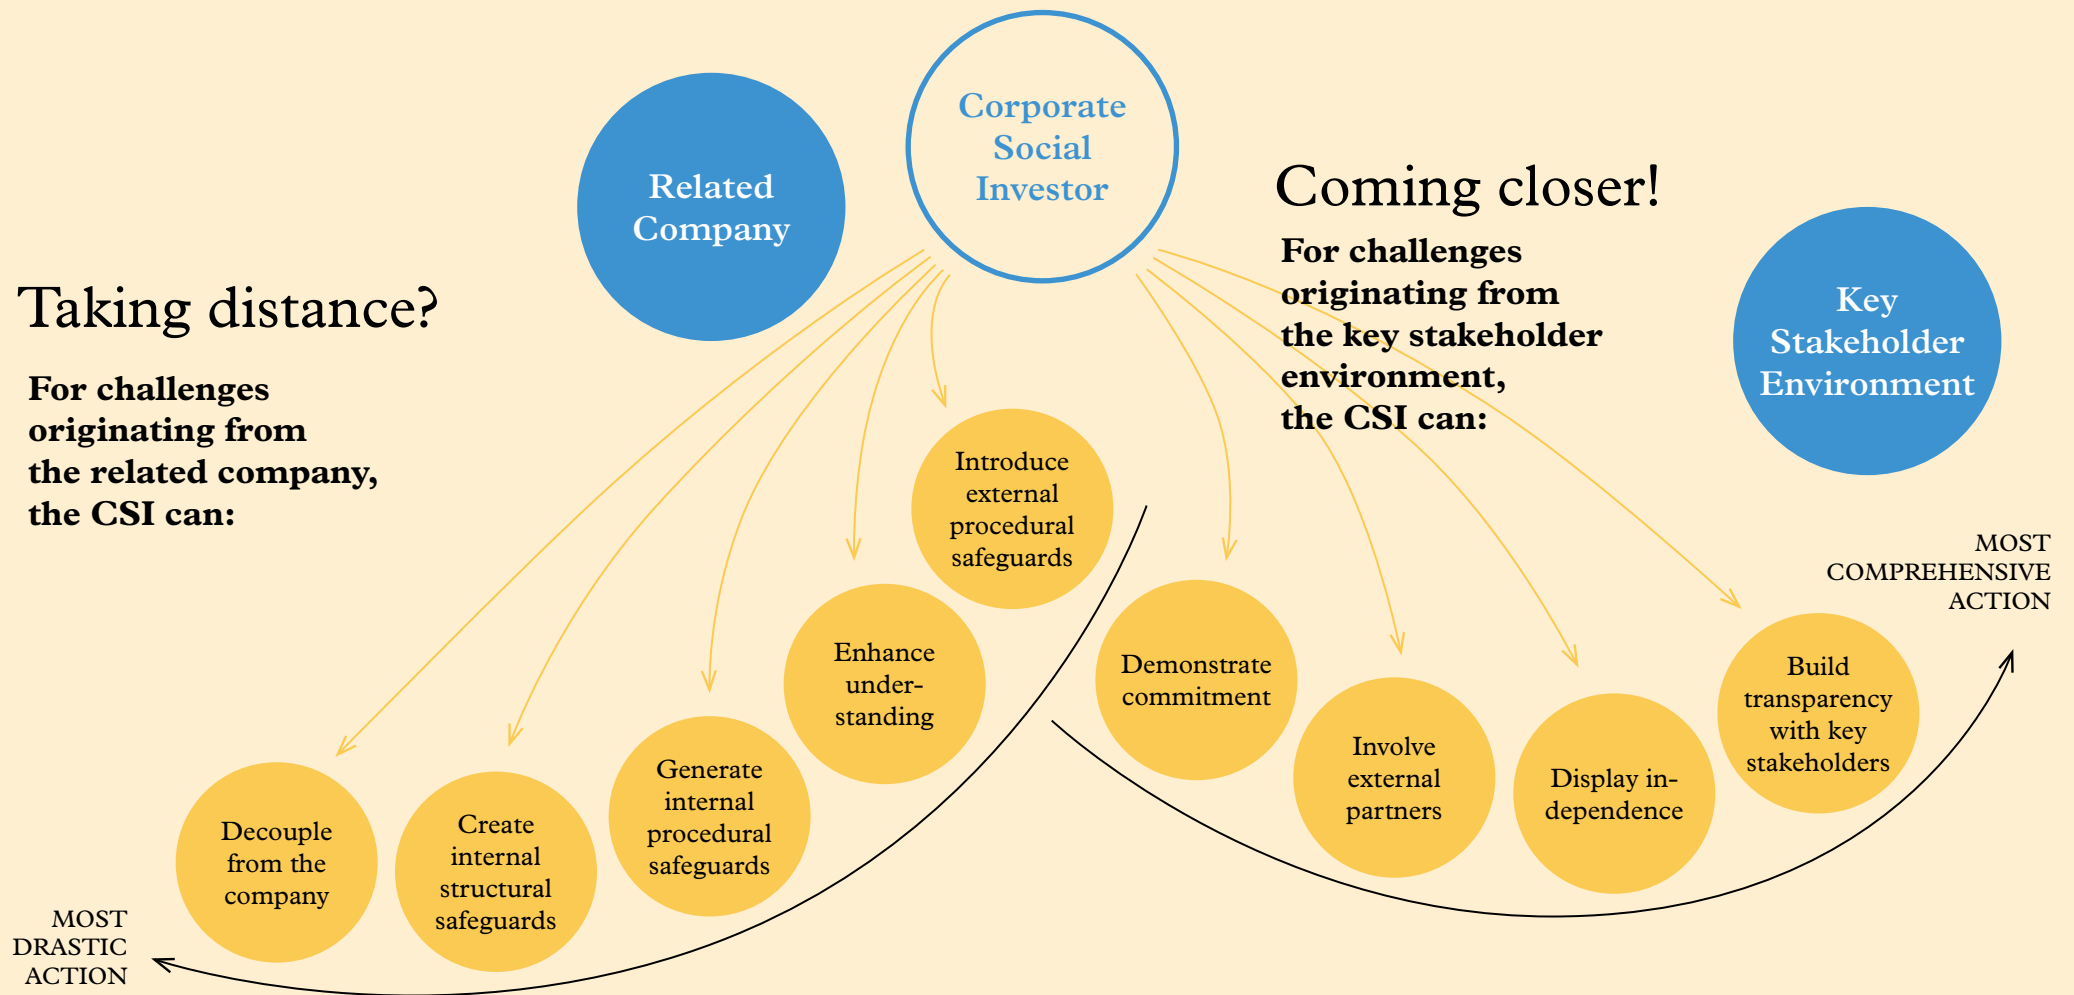 Corporate
Social
Investor
Related
Company
Coming closer!
For challenges
originating from
the key stakeholder
environment,
the CSI can:
Key
Stakeholder
Environment
Taking distance?
For challenges
originating from
the related company,
the CSI can:
Introduce
external
procedural
safeguards
Enhance
under-
standing
Generate
internal
procedural
safeguards
Create
internal
structural
safeguards
Decouple
from the
company
MOST
DRASTIC
ACTION
Demonstrate
commitment
Involve
external
partners
Display in-
dependence
Build
transparency
with key
stakeholders
MOST
COMPREHENSIVE
ACTION